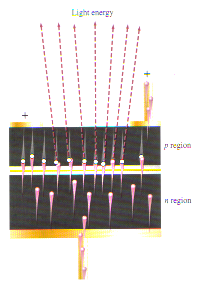 Light energy
+
+
p region
n region